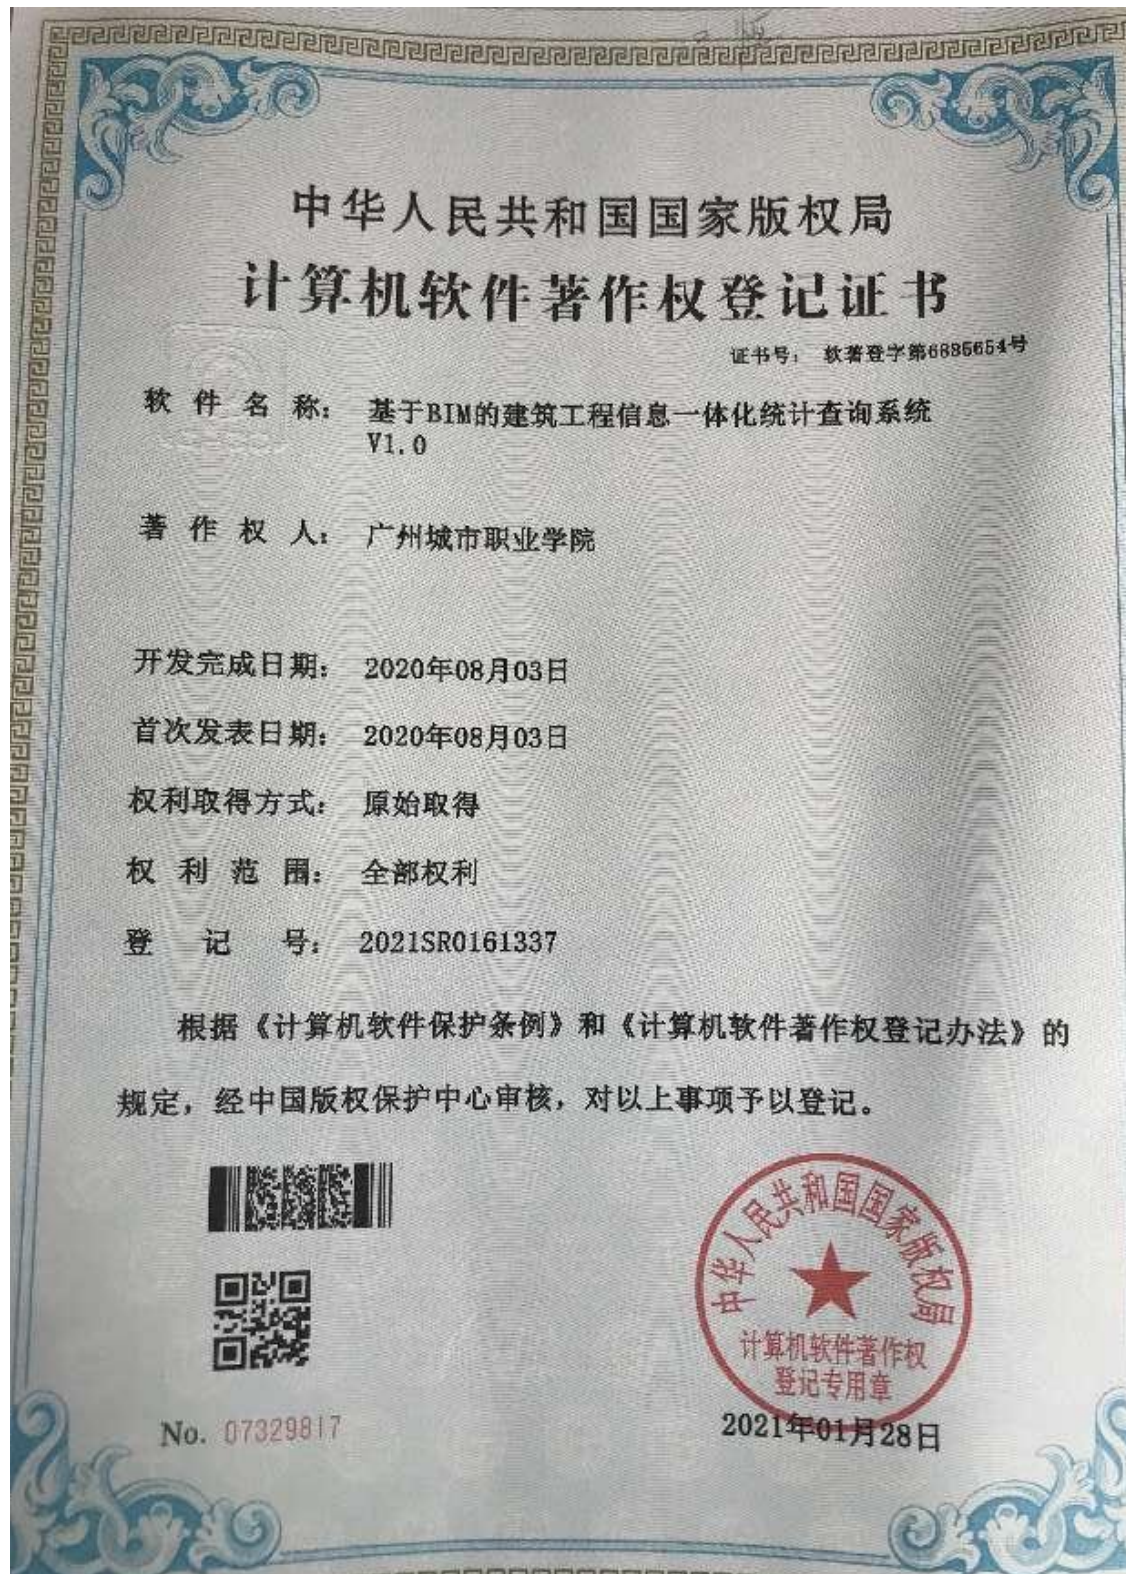 中华人民共和国国家版权局
计算机软件著作权登记证书
证书号： 软著登字第6885654号
软件名称： 基于BIM的建筑工程信息一体化统计查询系统
V1.0
著作权人： 广州城市职业学院
开发完成日期： 2020年08月03日
首次发表日期： 2020年08月03日
权利取得方式： 原始取得
权利范围： 全部权利
登记号： 2021SR0161337
根据《计算机软件保护条例》和《计算机软件著作权登记办法》的
规定，经中国版权保护中心审核，对以上事项予以登记。
中华人民共和国国家版权局
计算机软件著作权
登记专用章
No. 07329817
2021年01月28日